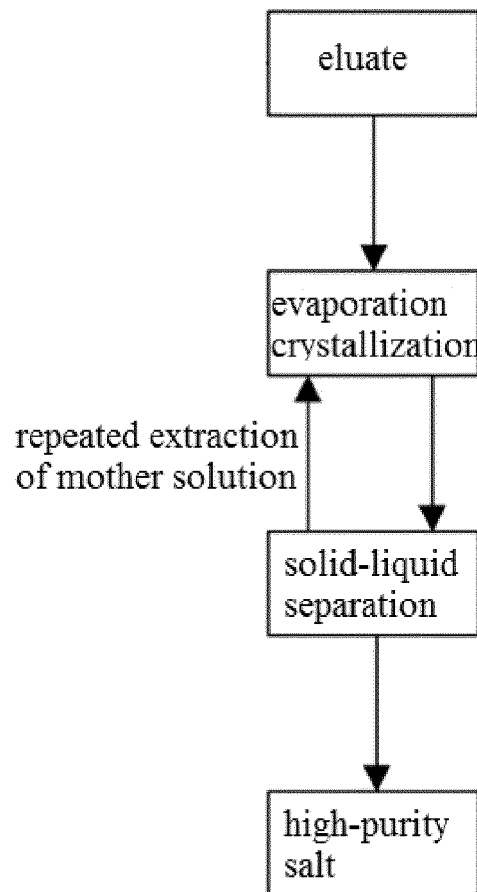 eluate
evaporation
crystallization
repeated extraction
of mother solution
solid-liquid
separation
high-purity
salt